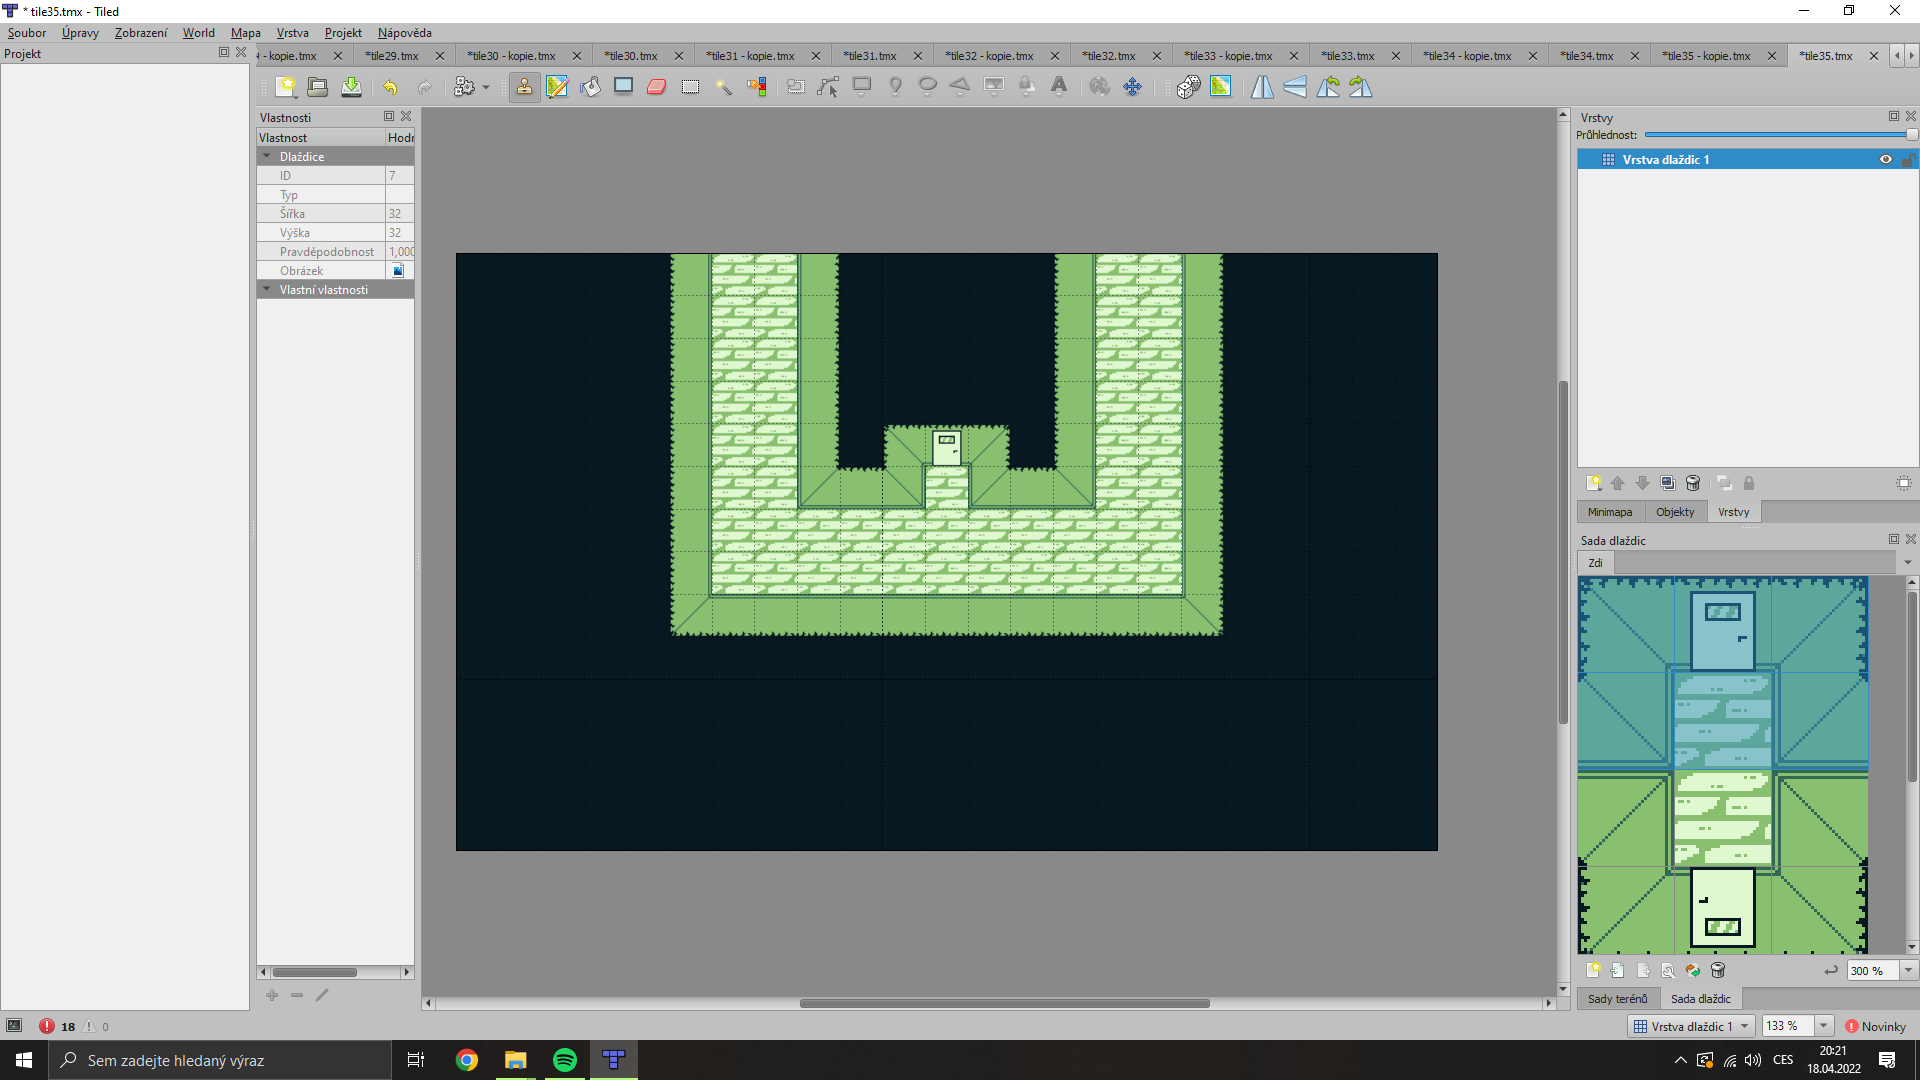 * tile35.tmx - Tiled
Soubor Úpravy Zobrazení World Mapa Vrstva Projekt Nápověda
Projekt
- kopie.tmx *tile29.tmx *tile30 - kopie.tmx *tile30.tmx *tile31 - kopie.tmx *tile31.tmx *tile32 - kopie.tmx *tile32.tmx *tile33 - kopie.tmx *tile33.tmx *tile34 - kopie.tmx *tile34.tmx *tile35 - kopie.tmx *tile35.tmx
Vlastnosti
Vlastnost Hodr
Dlaždice
ID 7
Typ
Šířka 32
Výška 32
Pravděpodobnost 1,000
Obrázek
Vlastní vlastnosti
Vrstvy
Průhlednost:
Vrstva dlaždic 1
Minimapa Objekty Vrstvy
Sada dlaždic
Zdi
300 %
Sady terénů Sada dlaždic
18 0
Vrstva dlaždic 1 133 % Novinky
Sem zadejte hledaný výraz
CES
20:21
18.04.2022